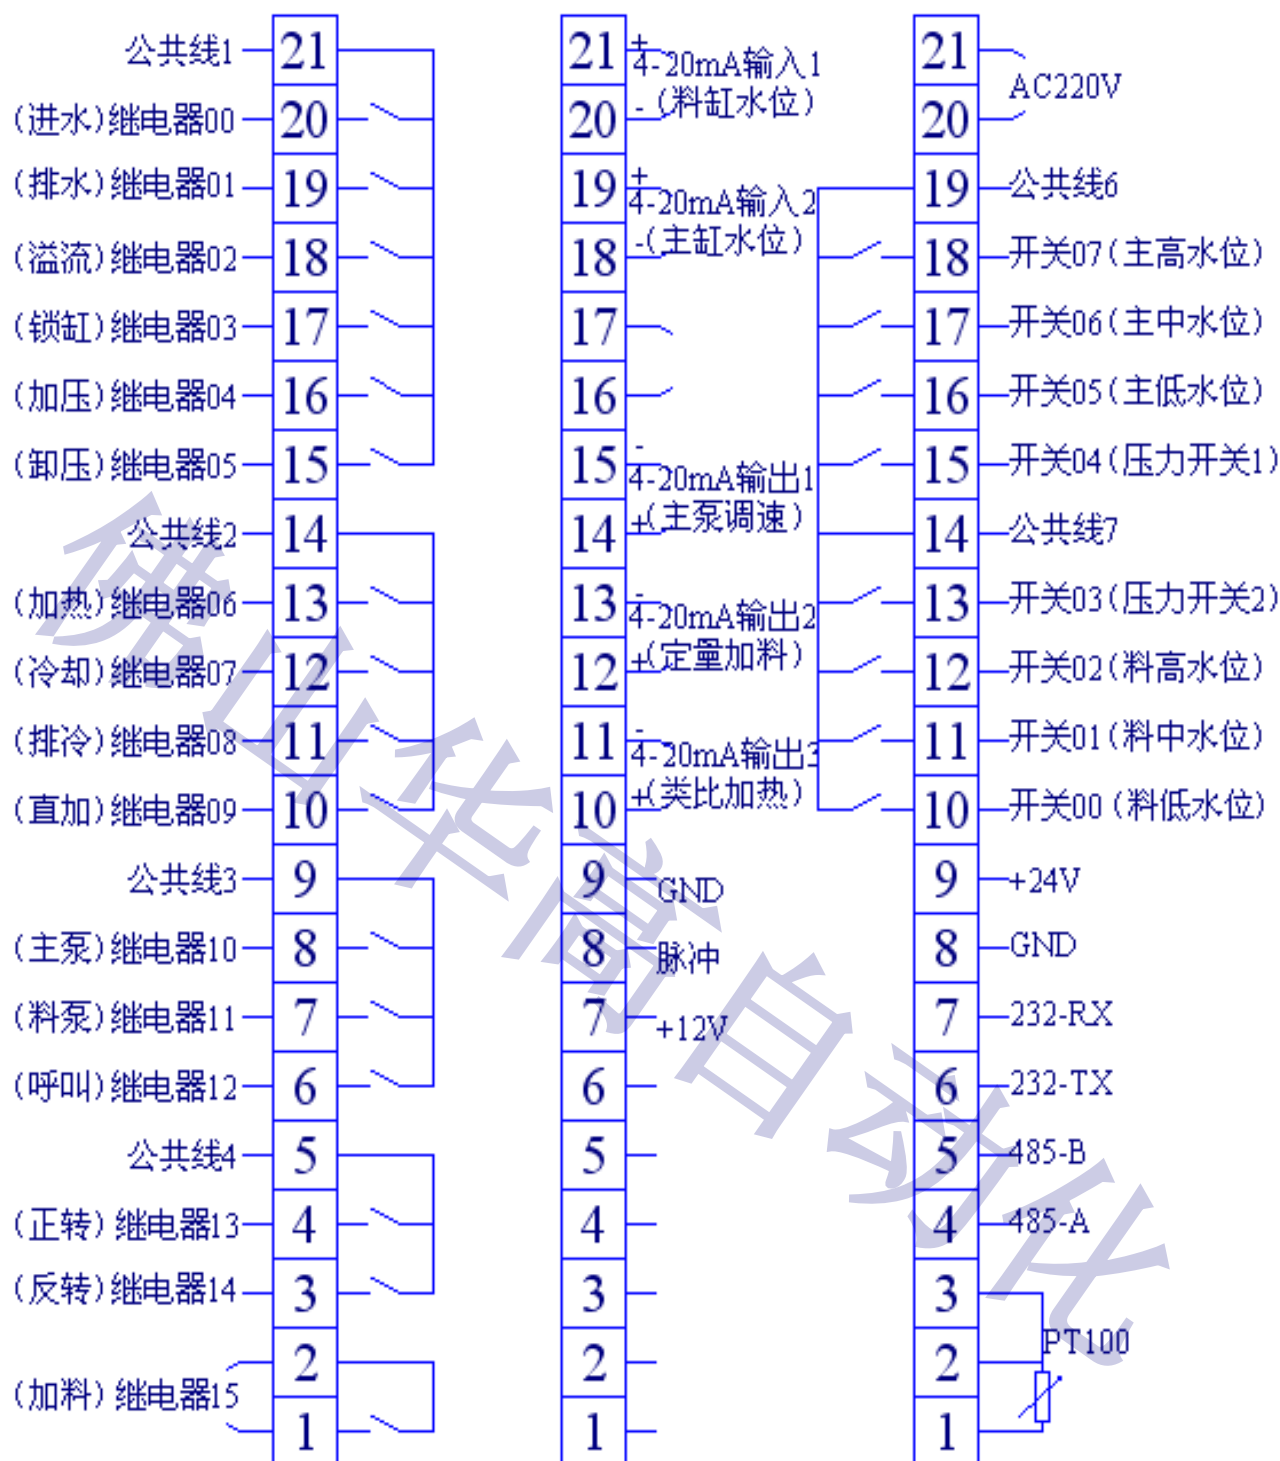 公共线1 21
(进水)继电器00 20
(排水)继电器01 19
(溢流)继电器02 18
(锁缸)继电器03 17
(加压)继电器04 16
(卸压)继电器05 15
公共线2 14
(加热)继电器06 13
(冷却)继电器07 12
(排冷)继电器08 11
(直加)继电器09 10
公共线3 9
(主泵)继电器10 8
(料泵)继电器11 7
(呼叫)继电器12 6
公共线4 5
(正转)继电器13 4
(反转)继电器14 3
2
(加料)继电器15
1
21 +
4-20mA输入1
20 -(料缸水位)
19 +
4-20mA输入2
18 -(主缸水位)
17
16
15 -
4-20mA输出1
14 +(主泵调速)
13 -
4-20mA输出2
12 +(定量加料)
11 -
4-20mA输出3
10 +(类比加热)
9 GND
8 脉冲
7 +12V
6
5
4
3
2
1
21
AC220V
20
19 公共线6
18 开关07(主高水位)
17 开关06(主中水位)
16 开关05(主低水位)
15 开关04(压力开关1)
14 公共线7
13 开关03(压力开关2)
12 开关02(料高水位)
11 开关01(料中水位)
10 开关00(料低水位)
9 +24V
8 GND
7 232-RX
6 232-TX
5 485-B
4 485-A
3
PT100
2
1
佛山华高自动化